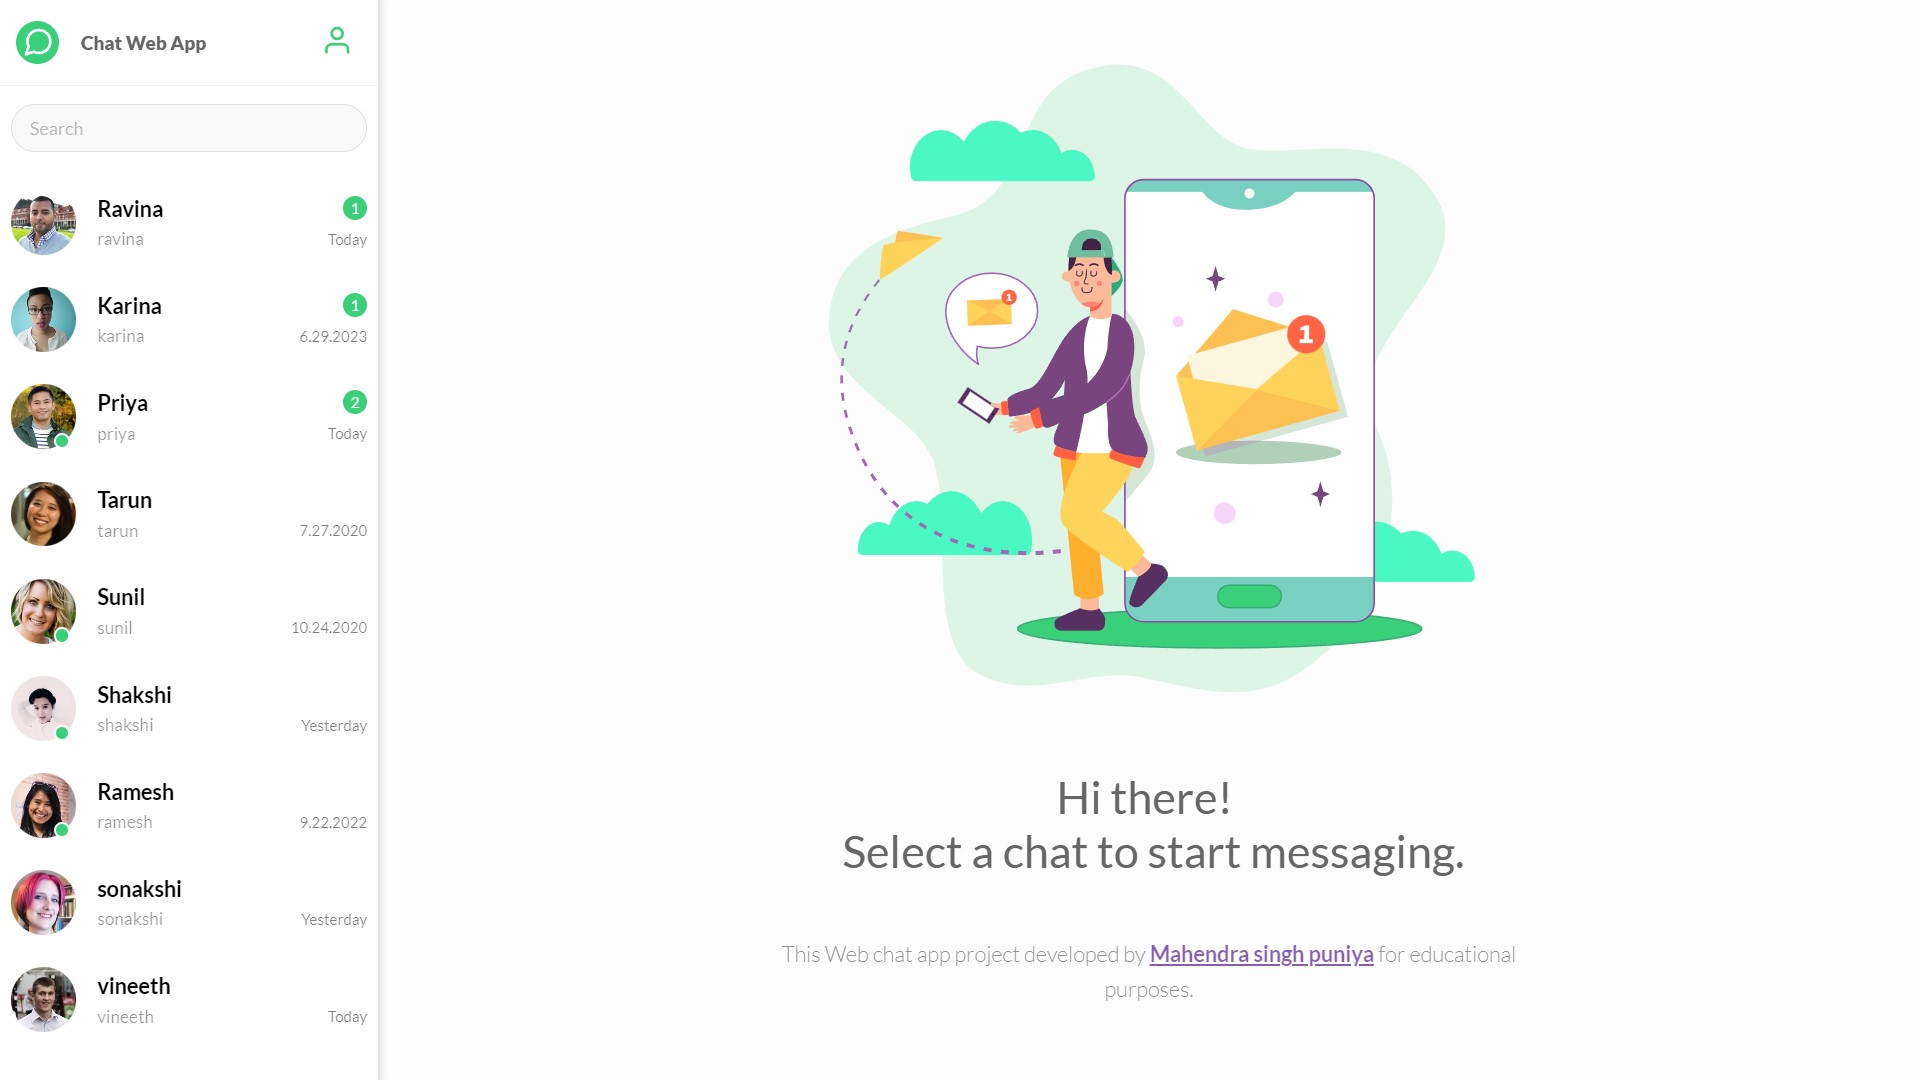 Chat Web App
Search
Ravina
1
ravina
Today
Karina
1
karina
6.29.2023
Priya
2
priya
Today
Tarun
tarun
7.27.2020
Sunil
sunil
10.24.2020
Shakshi
shakshi
Yesterday
Ramesh
ramesh
9.22.2022
sonakshi
sonakshi
Yesterday
vineeth
vineeth
Today
1
1
Hi there!
Select a chat to start messaging.
This Web chat app project developed by Mahendra singh puniya for educational
purposes.